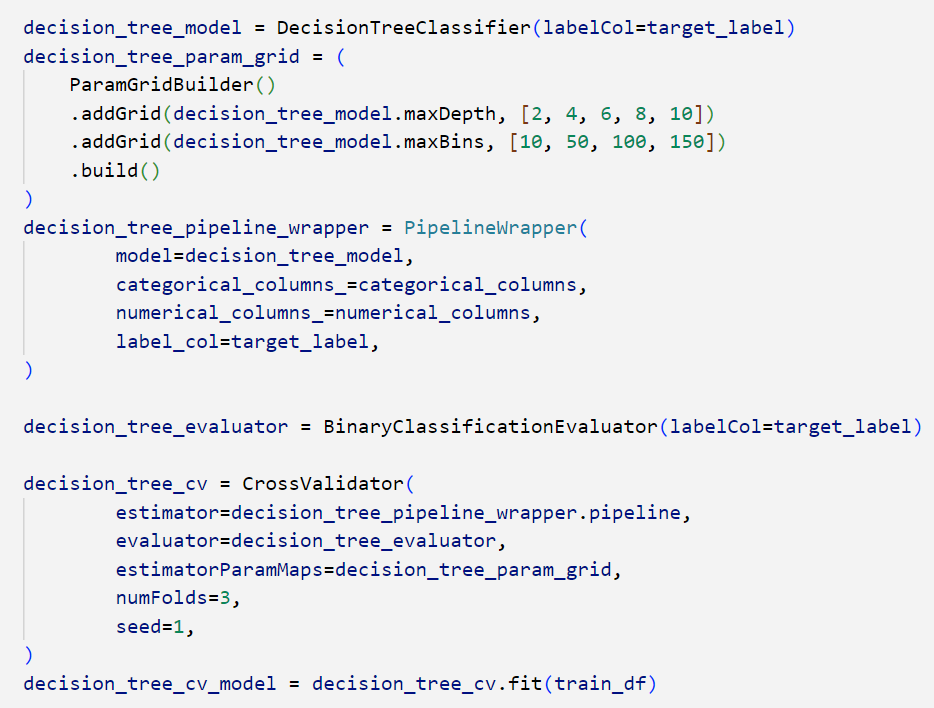 decision_tree_model = DecisionTreeClassifier(labelCol=target_label)
decision_tree_param_grid = (
    ParamGridBuilder()
    .addGrid(decision_tree_model.maxDepth, [2, 4, 6, 8, 10])
    .addGrid(decision_tree_model.maxBins, [10, 50, 100, 150])
    .build()
)
decision_tree_pipeline_wrapper = PipelineWrapper(
        model=decision_tree_model,
        categorical_columns_=categorical_columns,
        numerical_columns_=numerical_columns,
        label_col=target_label,
)

decision_tree_evaluator = BinaryClassificationEvaluator(labelCol=target_label)

decision_tree_cv = CrossValidator(
        estimator=decision_tree_pipeline_wrapper.pipeline,
        evaluator=decision_tree_evaluator,
        estimatorParamMaps=decision_tree_param_grid,
        numFolds=3,
        seed=1,
)
decision_tree_cv_model = decision_tree_cv.fit(train_df)